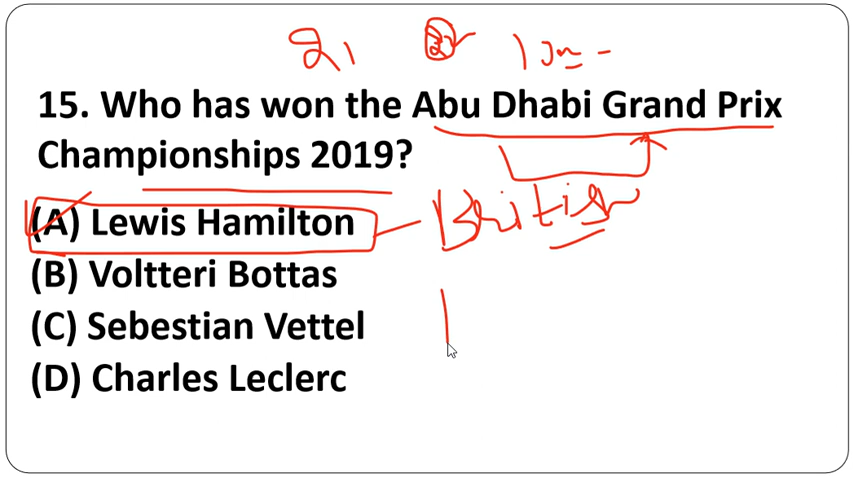 21
15. Who has won the Abu Dhabi Grand Prix
Championships 2019?
(A) Lewis Hamilton
British
(B) Voltteri Bottas
(C) Sebestian Vettel
(D) Charles Leclerc